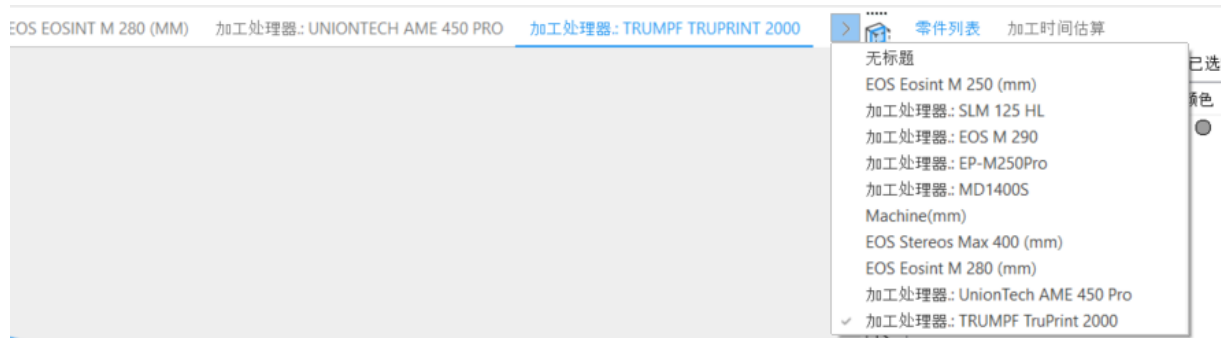 EOS EOSINT M 280 (MM) 加工处理器.: UNIONTECH AME 450 PRO 加工处理器.: TRUMPF TRUPRINT 2000 零件列表 加工时间估算
无标题
已选
EOS Eosint M 250 (mm)
颜色
加工处理器.: SLM 125 HL
加工处理器.: EOS M 290
加工处理器.: EP-M250Pro
加工处理器.: MD1400S
Machine(mm)
EOS Stereos Max 400 (mm)
EOS Eosint M 280 (mm)
加工处理器.: UnionTech AME 450 Pro
加工处理器.: TRUMPF TruPrint 2000